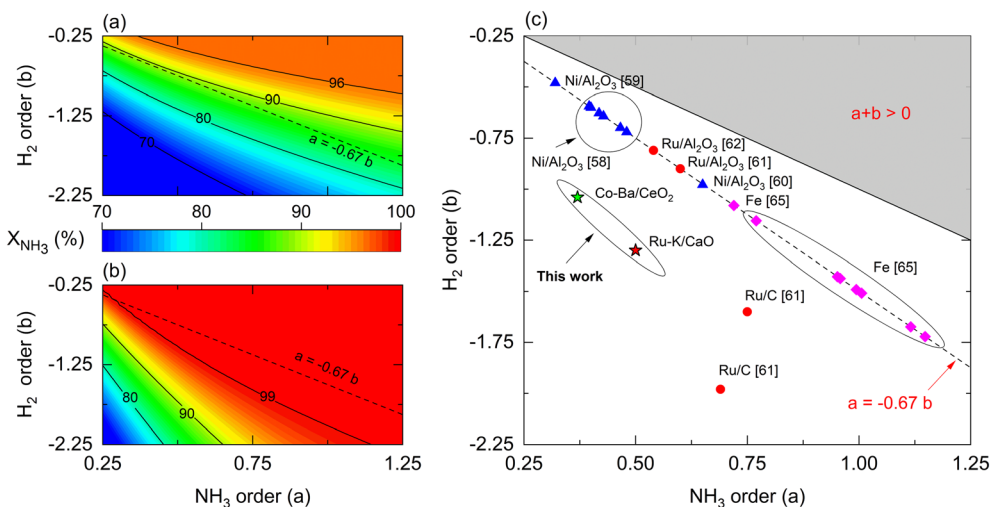 (a)
-0.25
-1.25
-2.25
H₂ order (b)
96
90
80
70
a = -0.67 b
70
80
90
100
X_NH₃ (%)
(b)
-0.25
-1.25
-2.25
H₂ order (b)
a = -0.67 b
99
90
80
0.25
0.75
1.25
NH₃ order (a)
(c)
-0.25
-0.75
-1.25
-1.75
-2.25
H₂ order (b)
Ni/Al₂O₃ [59]
a+b > 0
Ru/Al₂O₃ [62]
Ni/Al₂O₃ [58]
Ru/Al₂O₃ [61]
Ni/Al₂O₃ [60]
Co-Ba/CeO₂
Fe [65]
Ru-K/CaO
This work
Fe [65]
Ru/C [61]
Ru/C [61]
a = -0.67 b
0.25
0.50
0.75
1.00
1.25
NH₃ order (a)